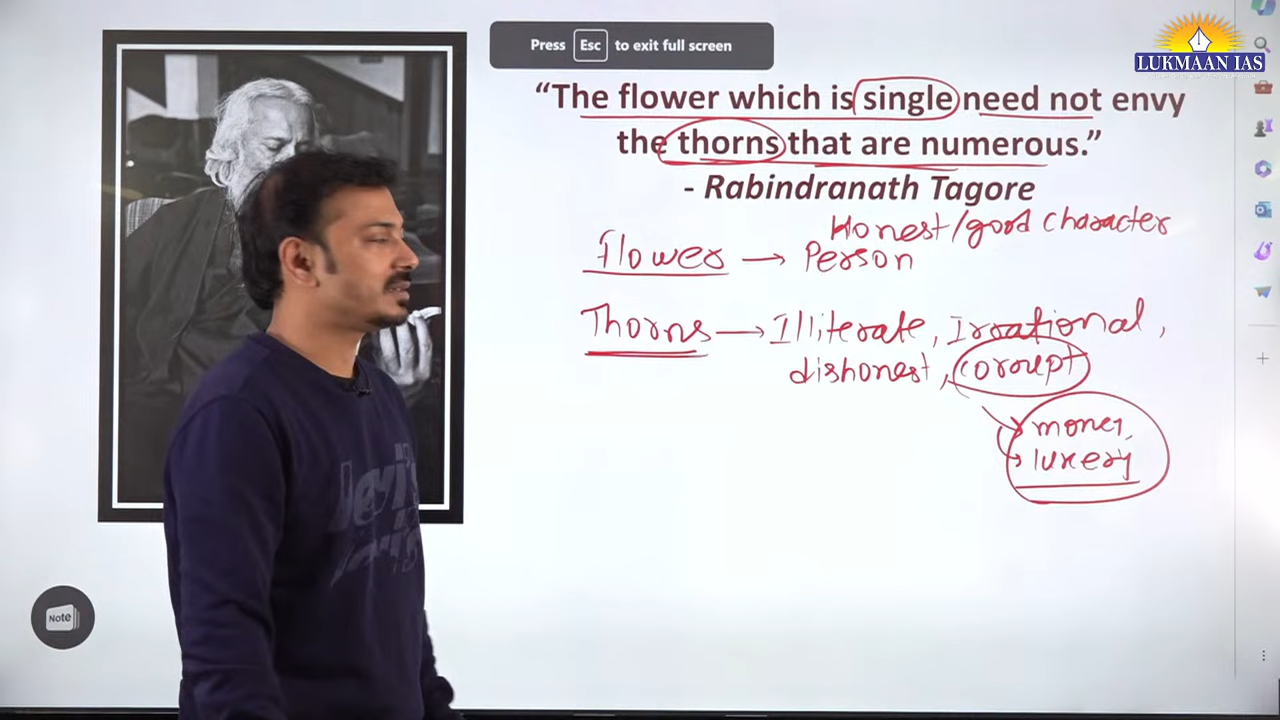 Press Esc to exit full screen
LUKMAAN IAS
“The flower which is single need not envy
the thorns that are numerous.”
- Rabindranath Tagore
Honest/good character
Flower → Person
Thorns → Illiterate, Irrational,
dishonest, corrupt
→ money,
→ luxery
Note